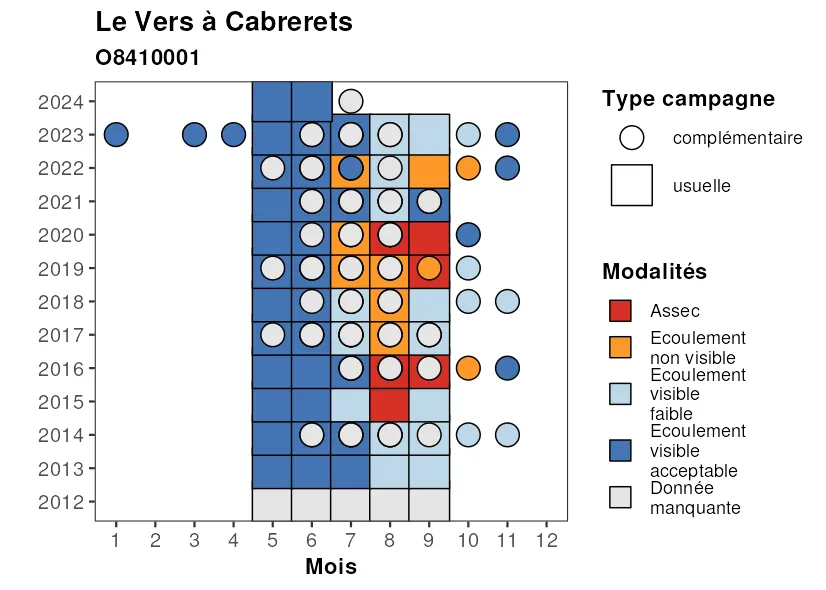 Le Vers à Cabrerets
O8410001
2024
2023
2022
2021
2020
2019
2018
2017
2016
2015
2014
2013
2012
1 2 3 4 5 6 7 8 9 10 11 12
Mois
Type campagne
complémentaire
usuelle
Modalités
Assec
Ecoulement
non visible
Ecoulement
visible
faible
Ecoulement
visible
acceptable
Donnée
manquante